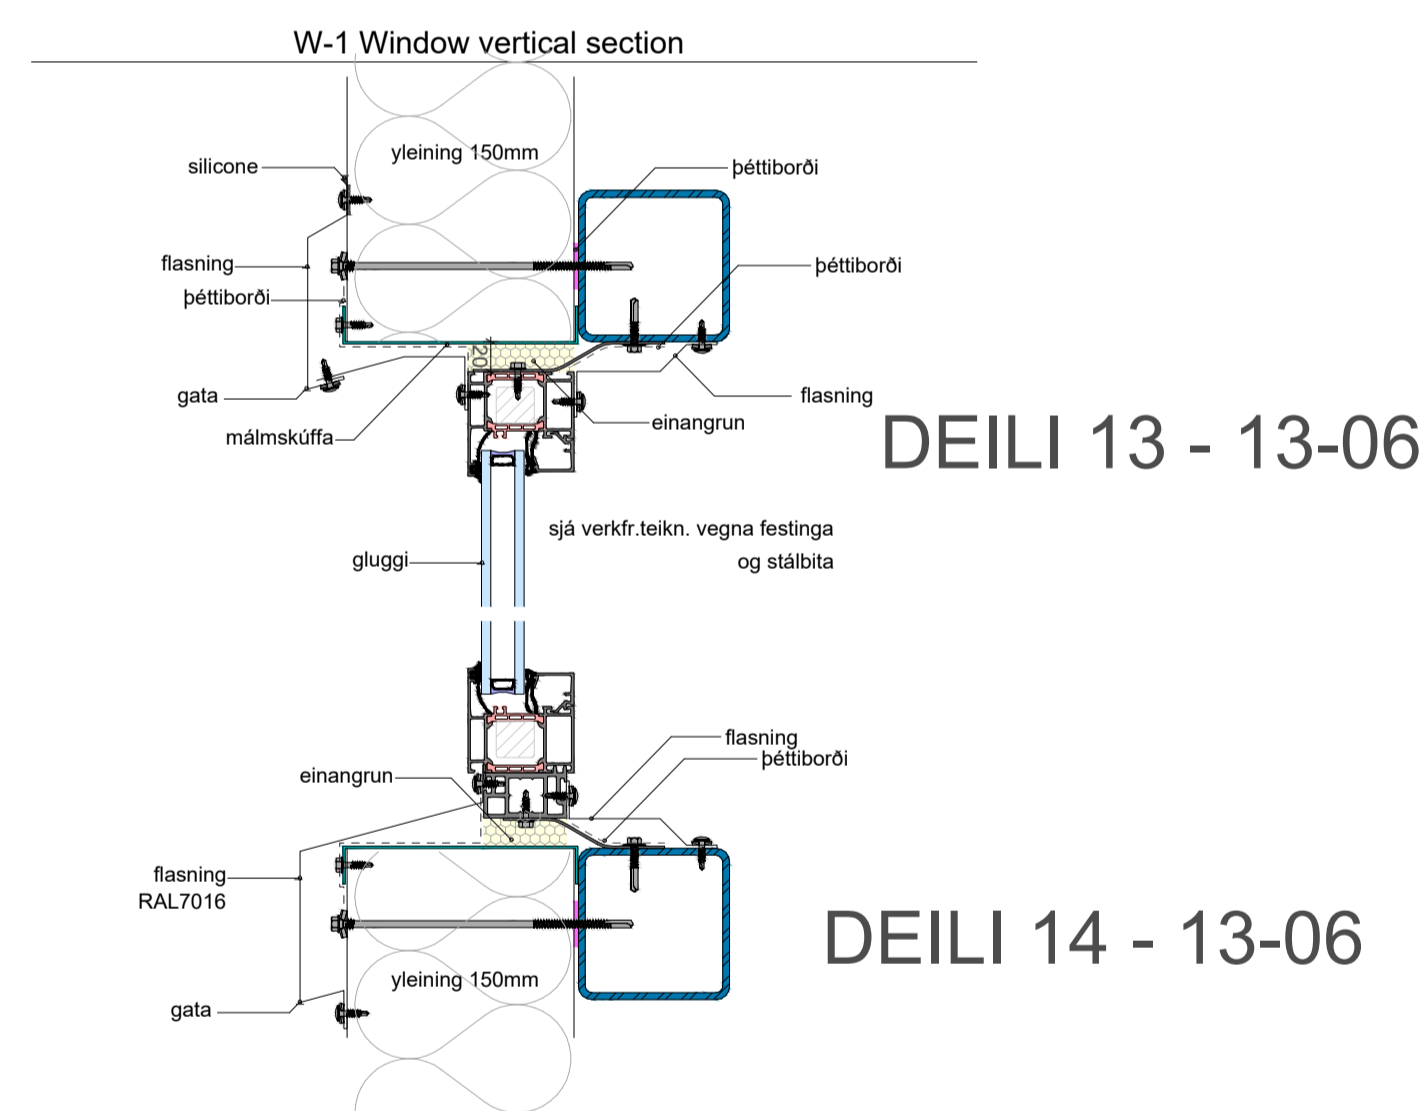 W-1 Window vertical section
yleining 150mm
silicone
þéttiborði
flasning
þéttiborði
þéttiborði
20
gata
flasning
málmskúffa
einangrun
DEILI 13 - 13-06
sjá verkfr.teikn. vegna festinga
og stálbita
gluggi
flasning
þéttiborði
einangrun
flasning
RAL7016
DEILI 14 - 13-06
yleining 150mm
gata